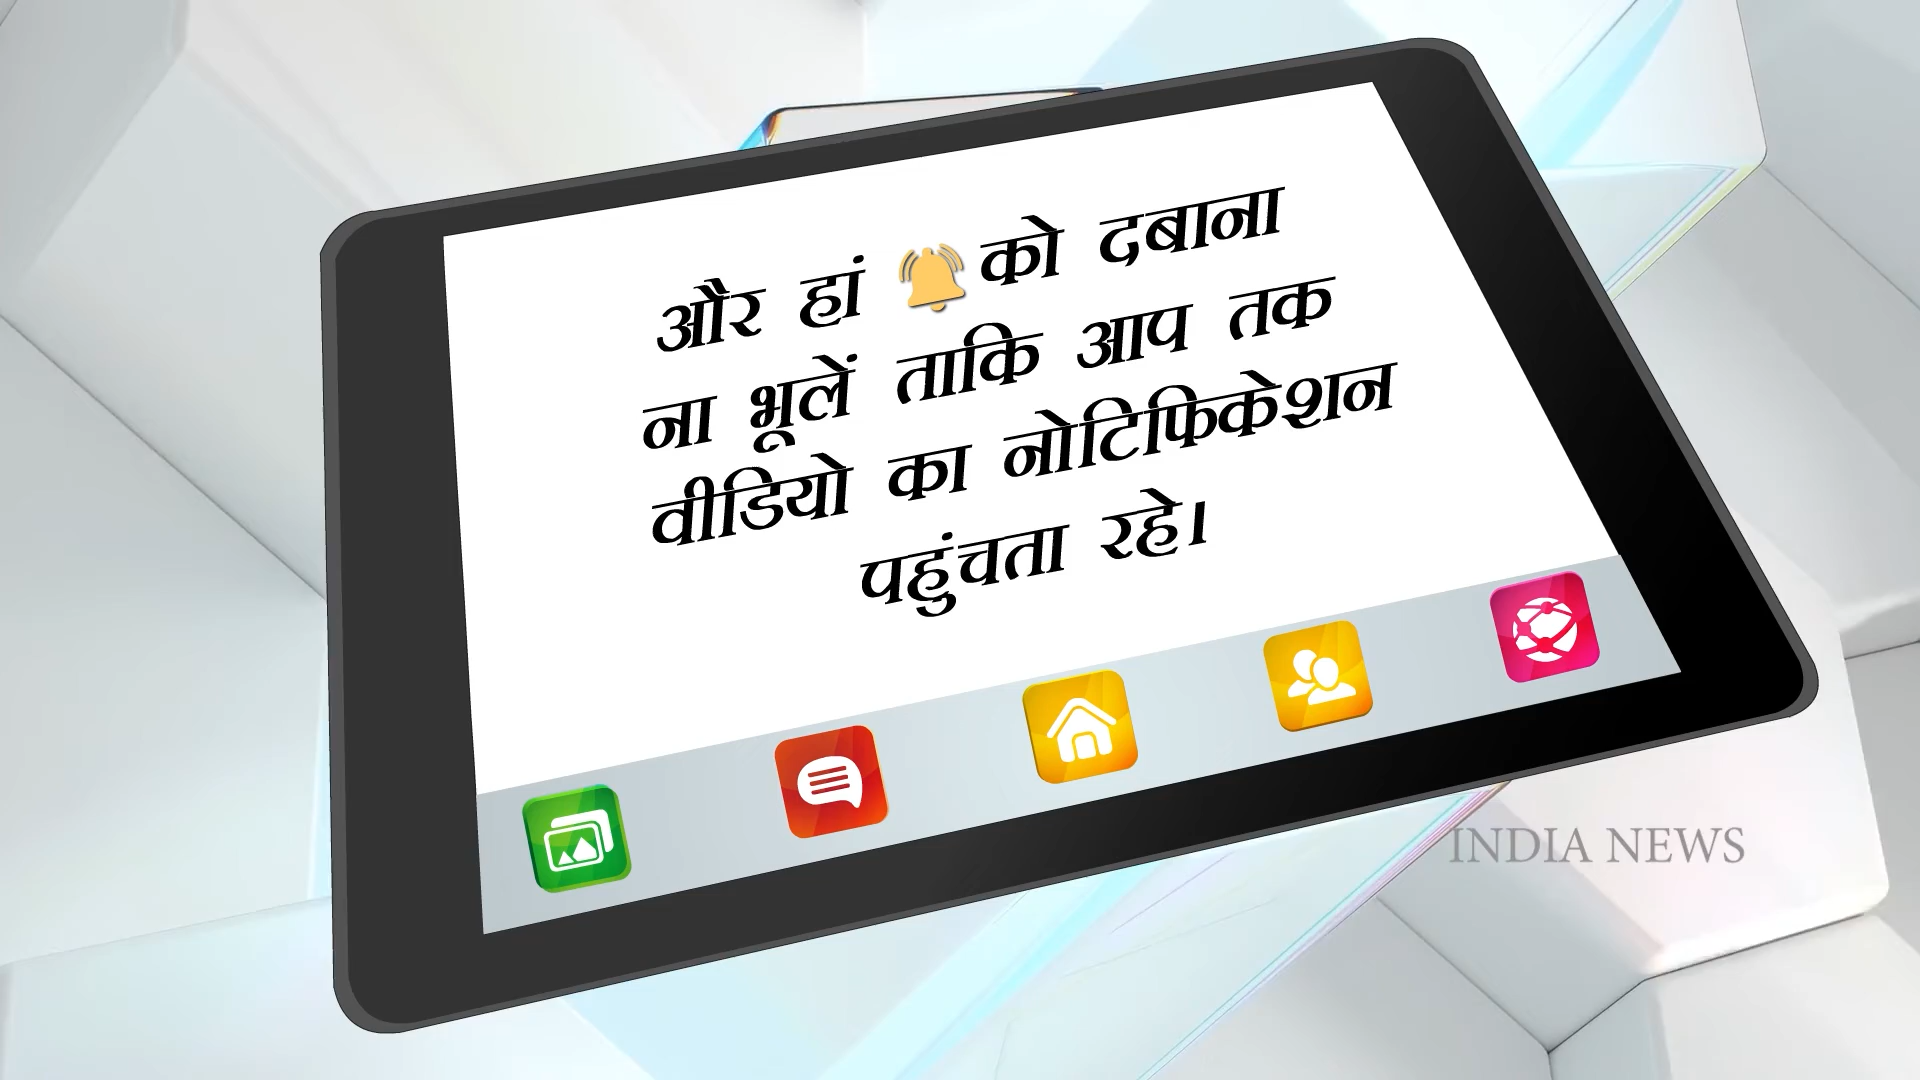 और हां 🔔 को दबाना
ना भूलें ताकि आप तक
वीडियो का नोटिफिकेशन
पहुंचता रहे।
INDIA NEWS